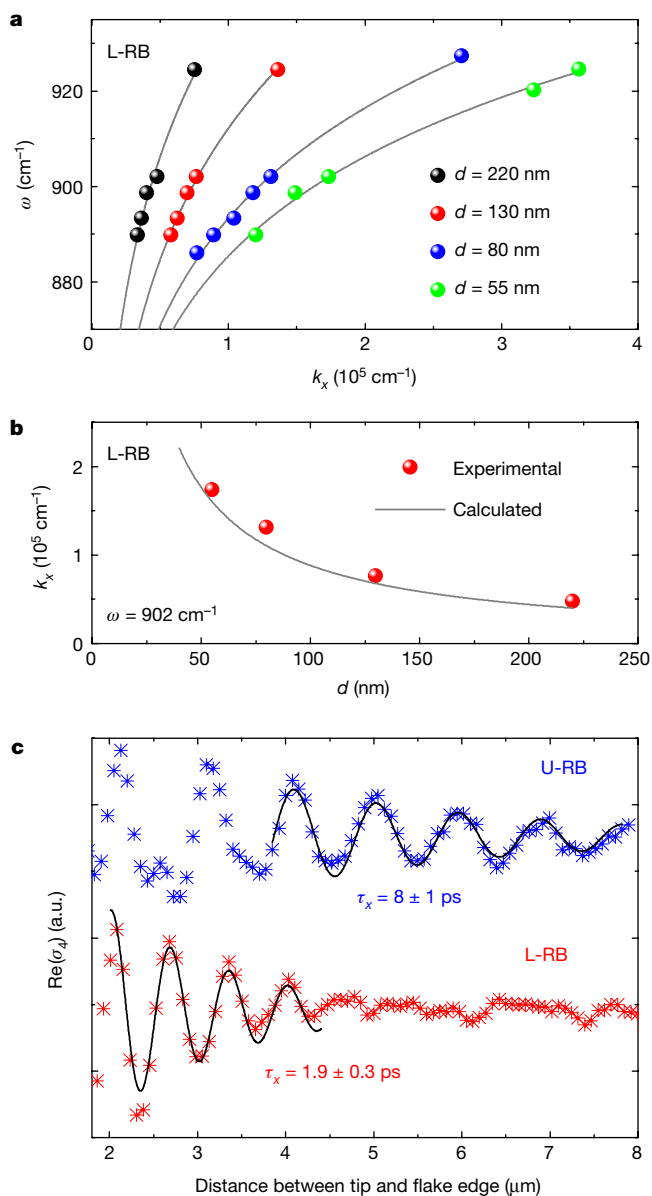 a
L-RB
920
900
880
ω (cm⁻¹)
d = 220 nm
d = 130 nm
d = 80 nm
d = 55 nm
0 1 2 3 4
kₓ (10⁵ cm⁻¹)
b
L-RB
2
1
0
kₓ (10⁵ cm⁻¹)
Experimental
Calculated
ω = 902 cm⁻¹
0 50 100 150 200 250
d (nm)
c
U-RB
τₓ = 8 ± 1 ps
Re(σ₄) (a.u.)
L-RB
τₓ = 1.9 ± 0.3 ps
2 3 4 5 6 7 8
Distance between tip and flake edge (μm)